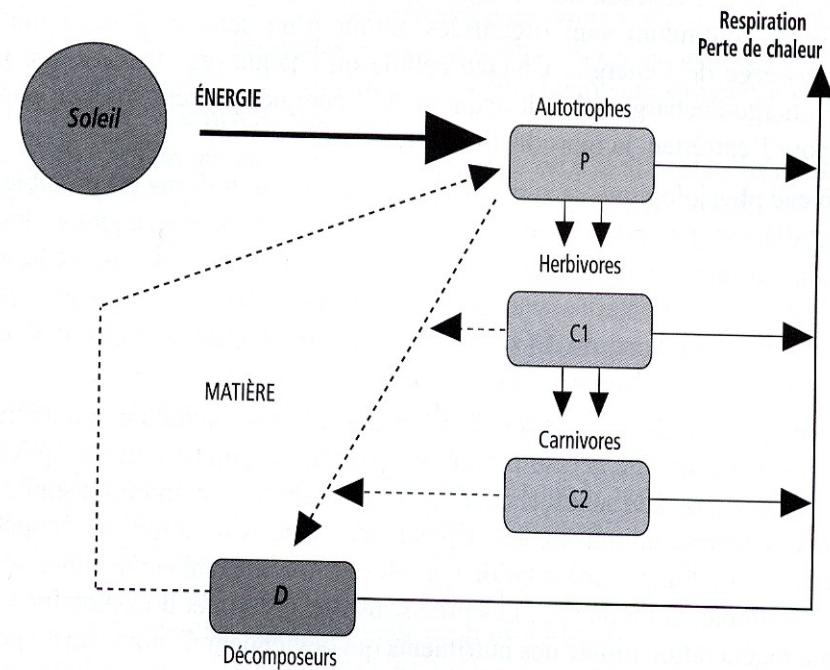 Respiration
Perte de chaleur
Soleil
ÉNERGIE
Autotrophes
P
Herbivores
C1
MATIÈRE
Carnivores
C2
D
Décomposeurs